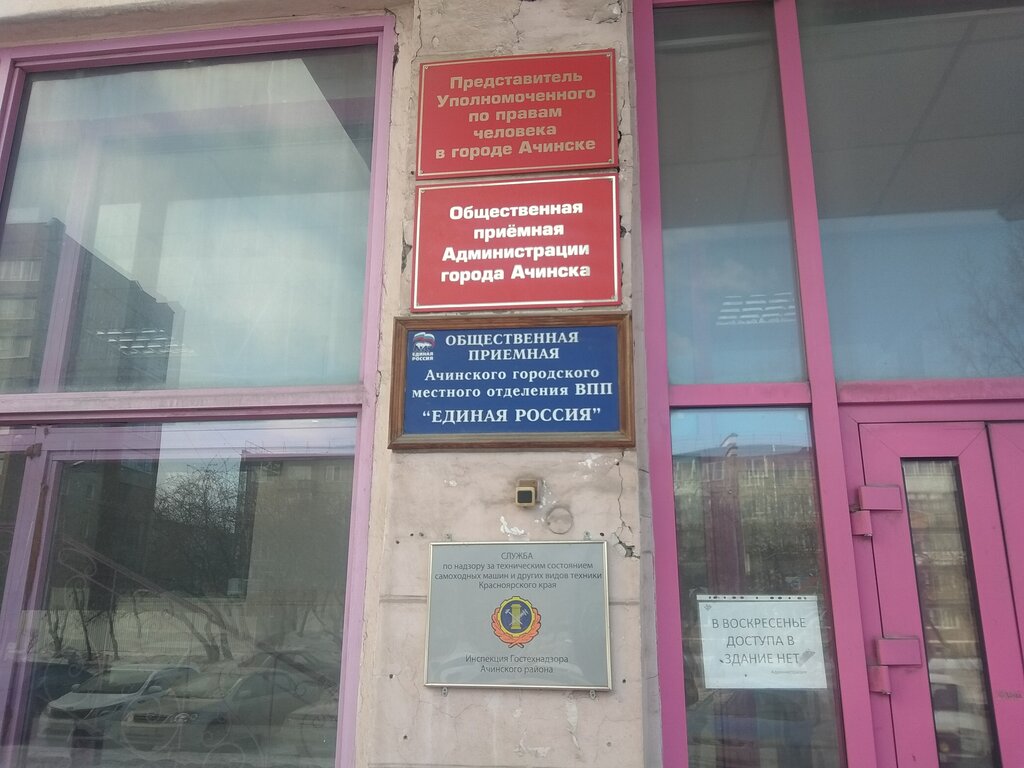 Представитель
Уполномоченного
по правам
человека
в городе Ачинске
Общественная
приёмная
Администрации
города Ачинска
ЕДИНАЯ
РОССИЯ
ОБЩЕСТВЕННАЯ
ПРИЕМНАЯ
Ачинского городского
местного отделения ВПП
“ЕДИНАЯ РОССИЯ”
СЛУЖБА
по надзору за техническим состоянием
самоходных машин и других видов техники
Красноярского края
Инспекция Гостехнадзора
Ачинского района
В ВОСКРЕСЕНЬЕ
ДОСТУПА В
ЗДАНИЕ НЕТ
Администрация